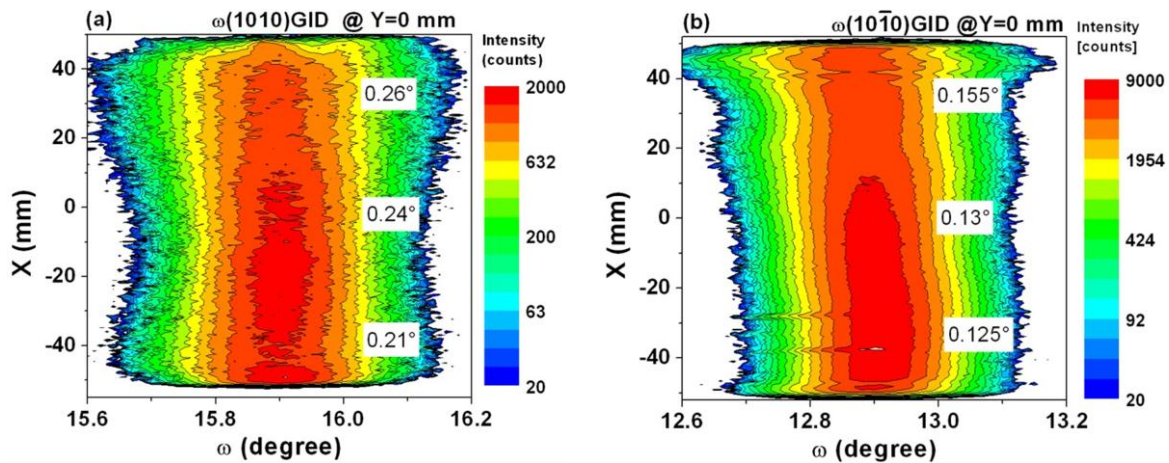 (a) ω(1010)GID @ Y=0 mm
Intensity
(counts)
2000
632
200
63
20
0.26°
0.24°
0.21°
X (mm)
40
20
0
-20
-40
15.6 15.8 16.0 16.2
ω (degree)
(b) ω(101̅0)GID @Y=0 mm
Intensity
[counts]
9000
1954
424
92
20
0.155°
0.13°
0.125°
X (mm)
40
20
0
-20
-40
12.6 12.8 13.0 13.2
ω (degree)